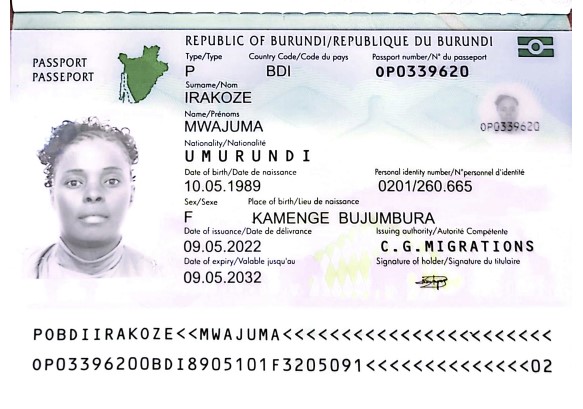 REPUBLIC OF BURUNDI/REPUBLIQUE DU BURUNDI
PASSPORT
PASSEPORT
Type/Type Country Code/Code du pays Passport number/N° du passeport
P BDI OP0339620
Surname/Nom
IRAKOZE
Name/Prénoms
MWAJUMA
OP0339620
Nationality/Nationalité
UMURUNDI
Date of birth/Date de naissance Personal identity number/N°personnel d'identité
10.05.1989 0201/260.665
Sex/Sexe Place of birth/Lieu de naissance
F KAMENGE BUJUMBURA
Date of issuance/Date de délivrance Issuing authority/Autorité Compétente
09.05.2022 C.G.MIGRATIONS
Date of expiry/Valable jusqu'au Signature of holder/Signature du titulaire
09.05.2032
POBDIIRAKOZE<<MWAJUMA<<<<<<<<<<<<<<<<<<<<<<<
OP03396200BDI8905101F3205091<<<<<<<<<<<<<<02